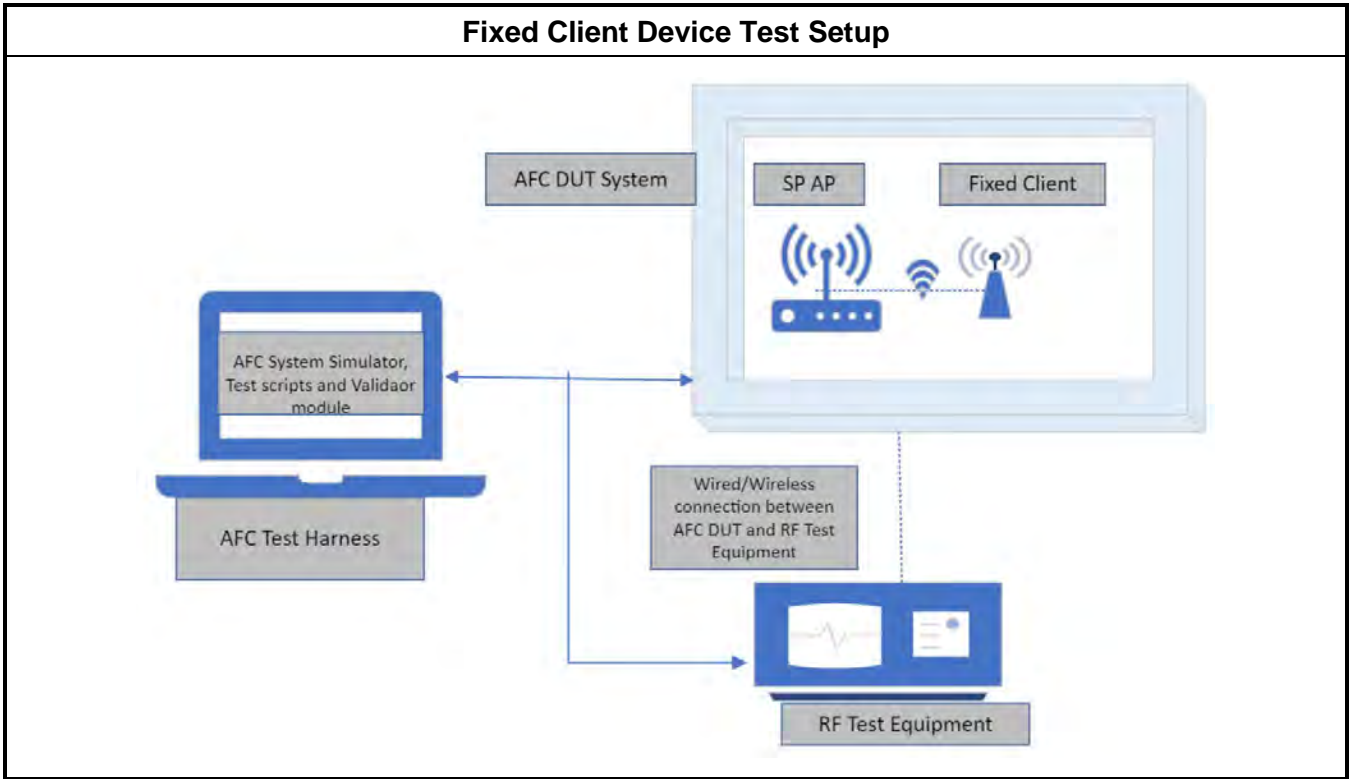 Fixed Client Device Test Setup
AFC DUT System
SP AP
Fixed Client
AFC System Simulator,
Test scripts and Validaor
module
AFC Test Harness
Wired/Wireless
connection between
AFC DUT and RF Test
Equipment
RF Test Equipment